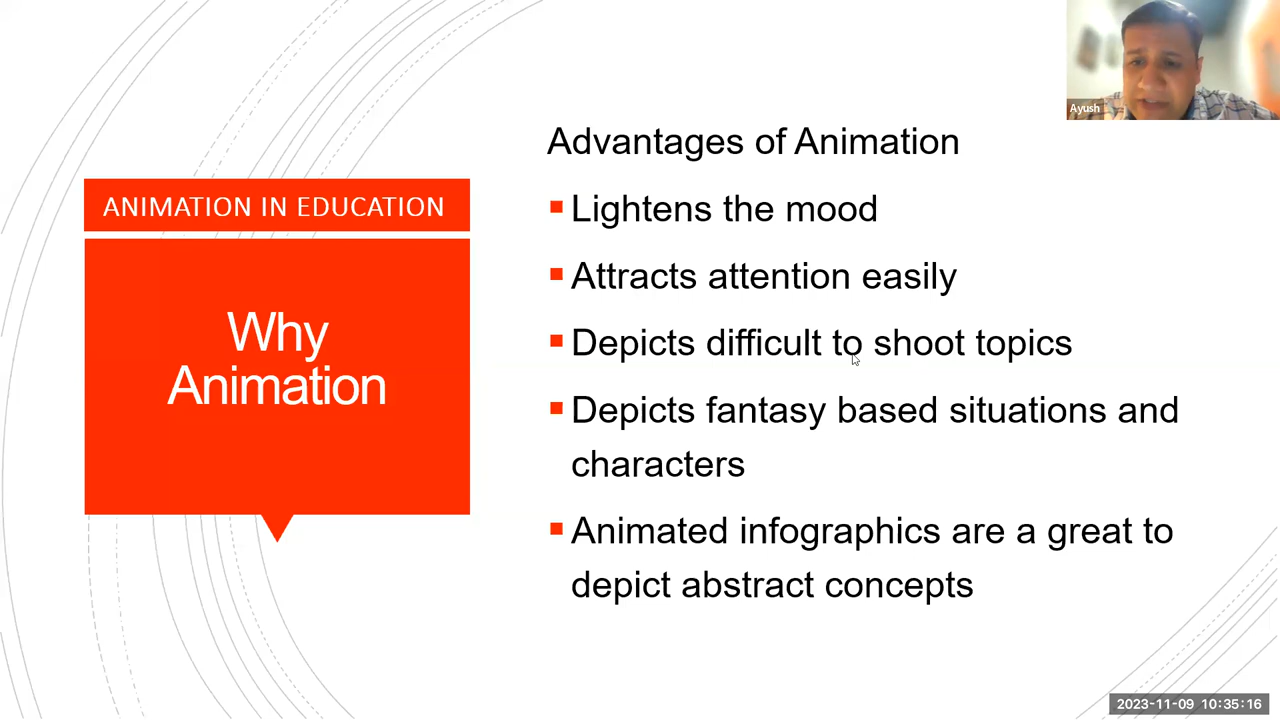 Ayush
Advantages of Animation
ANIMATION IN EDUCATION
Why
Animation
Lightens the mood
Attracts attention easily
Depicts difficult to shoot topics
Depicts fantasy based situations and
characters
Animated infographics are a great to
depict abstract concepts
2023-11-09 10:35:16